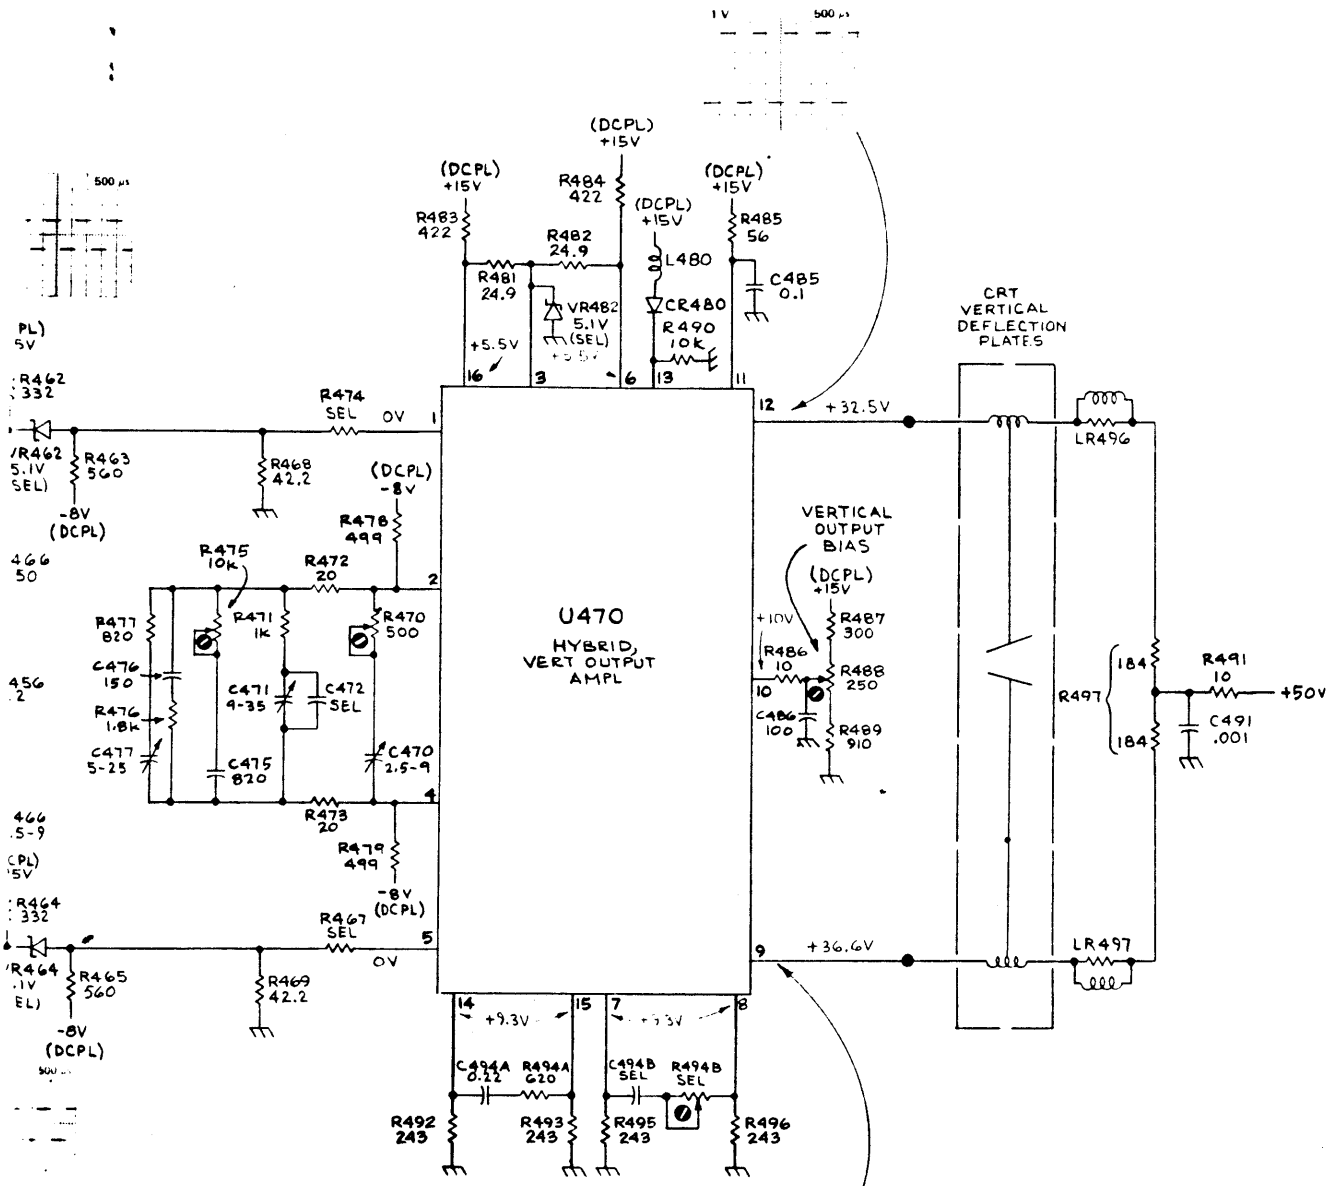 1 V 500 µs
500 µs
(DCPL)
+15V
R484
422
(DCPL)
+15V
R483
422
R482
24.9
R481
24.9
VR482
5.1V
(SEL)
+5.5V
+5.5V
(DCPL)
+15V
L480
CR480
R490
10K
(DCPL)
+15V
R485
56
C485
0.1
16
3
6
13
11
CRT
VERTICAL
DEFLECTION
PLATES
PL)
5V
R462
332
VR462
5.1V
SEL)
R463
560
-8V
(DCPL)
R474
SEL
0V
1
R468
42.2
(DCPL)
-8V
R478
499
12
+32.5V
LR496
466
50
R475
10K
R472
20
2
R477
820
R471
1K
R470
500
C476
150
456
.2
C471
9-35
C472
SEL
R476
1.8K
C477
5-25
C475
820
C470
2.5-9
R473
20
4
U470
HYBRID,
VERT OUTPUT
AMPL
VERTICAL
OUTPUT
BIAS
(DCPL)
+15V
+10V
R487
300
R486
10
10
R488
250
C486
100
R489
910
184
R497
184
R491
10
+50V
C491
.001
466
.5-9
CPL)
5V
R464
332
R479
499
-8V
(DCPL)
R467
SEL
0V
5
VR464
.1V
EL)
R465
560
-8V
(DCPL)
R469
42.2
9
+36.6V
LR497
500
14
15
7
8
+9.3V
+9.3V
C494A
0.22
R494A
620
C494B
SEL
R494B
SEL
R492
243
R493
243
R495
243
R496
243